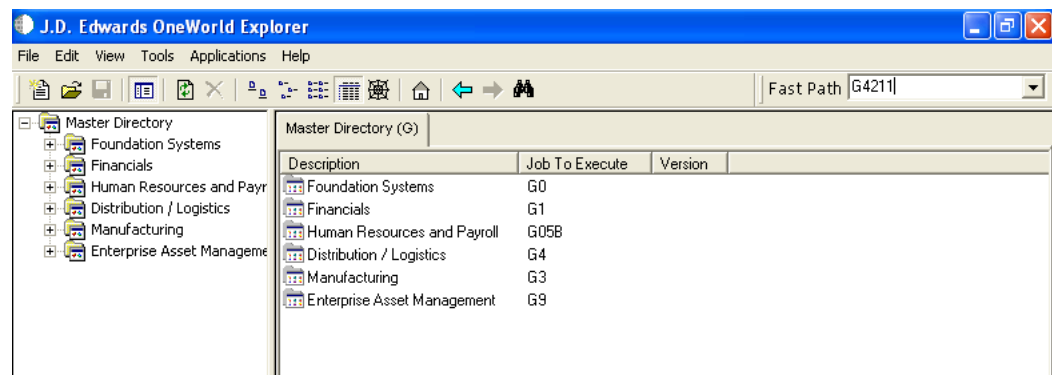 J.D. Edwards OneWorld Explorer
File Edit View Tools Applications Help
Fast Path G4211
Master Directory
Foundation Systems
Financials
Human Resources and Payr
Distribution / Logistics
Manufacturing
Enterprise Asset Manageme
Master Directory (G)
Description Job To Execute Version
Foundation Systems G0
Financials G1
Human Resources and Payroll G05B
Distribution / Logistics G4
Manufacturing G3
Enterprise Asset Management G9